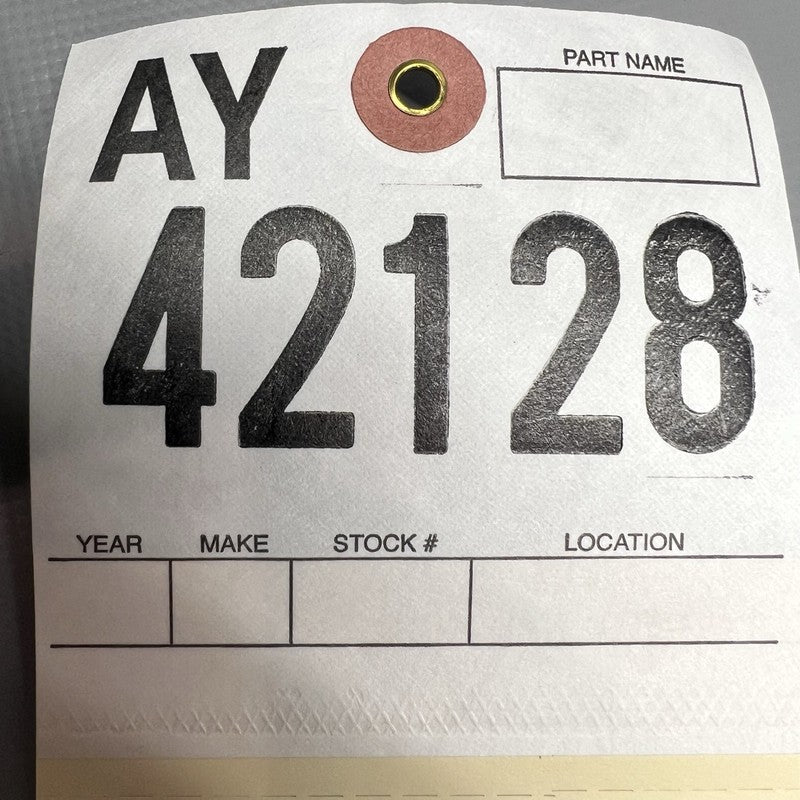 AY
PART NAME
42128
YEAR MAKE STOCK # LOCATION